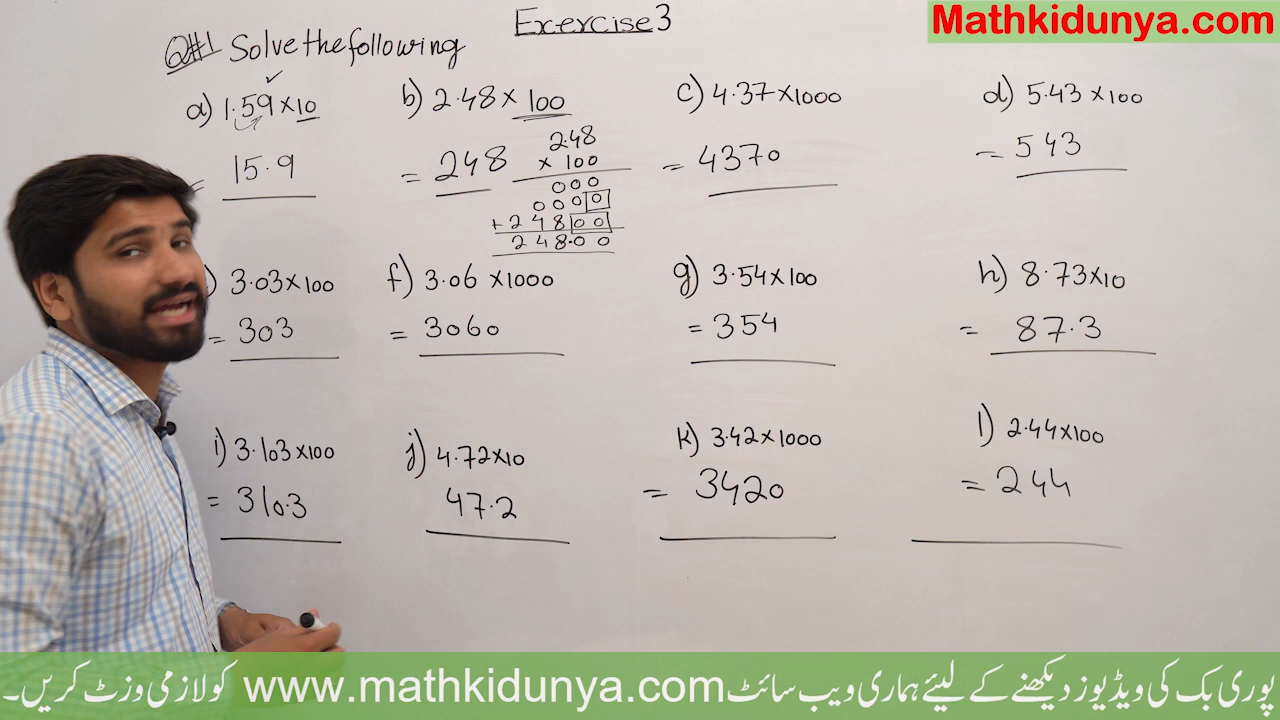 Mathkidunya.com
Exercise 3
Q#1 Solve the following
a) 1.59×10
= 15.9
b) 2.48 × 100
= 248
2.48
× 100
000
0000
+ 24800
248.00
c) 4.37×1000
= 4370
d) 5.43 ×100
= 543
) 3.03×100
= 303
f) 3.06 ×1000
= 3060
g) 3.54×100
= 354
h) 8.73×10
= 87.3
i) 3.103×100
= 310.3
j) 4.72×10
47.2
k) 3.42×1000
= 3420
l) 2.44×100
= 244
پوری بک کی ویڈیوز دیکھنے کے لیئے ہماری ویب سائٹ www.mathkidunya.com کو لازمی وزٹ کریں۔